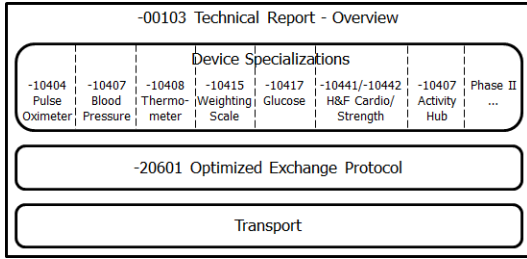 -00103 Technical Report - Overview
Device Specializations
-10404 -10407 -10408 -10415 -10417 -10441/-10442 -10407 Phase II
Pulse Blood Thermo- Weighting Glucose H&F Cardio/ Activity ...
Oximeter Pressure meter Scale Strength Hub
-20601 Optimized Exchange Protocol
Transport